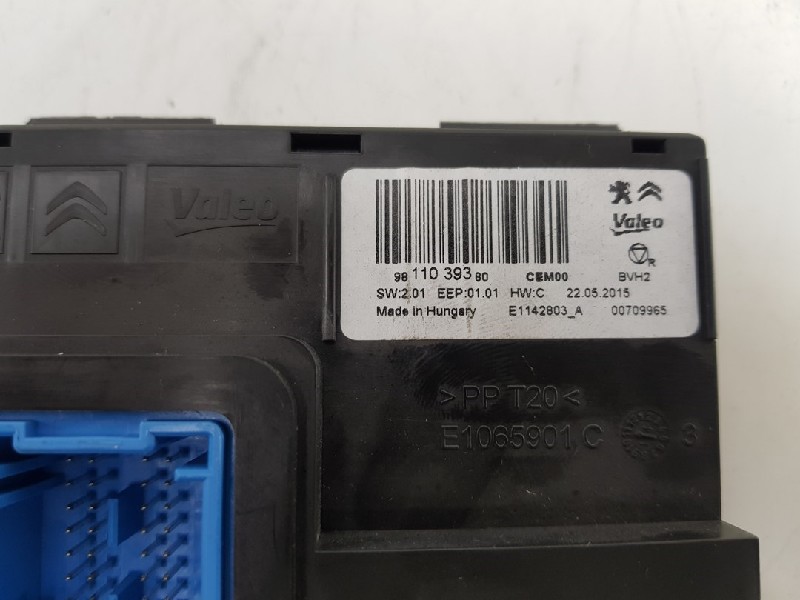 Valeo
Valeo
98 110 393 80 CEM00 R BVH2
SW:2.01 EEP:01.01 HW:C 22.05.2015
Made in Hungary E1142803_A 00709965
>PP T20<
E1065901,C 3